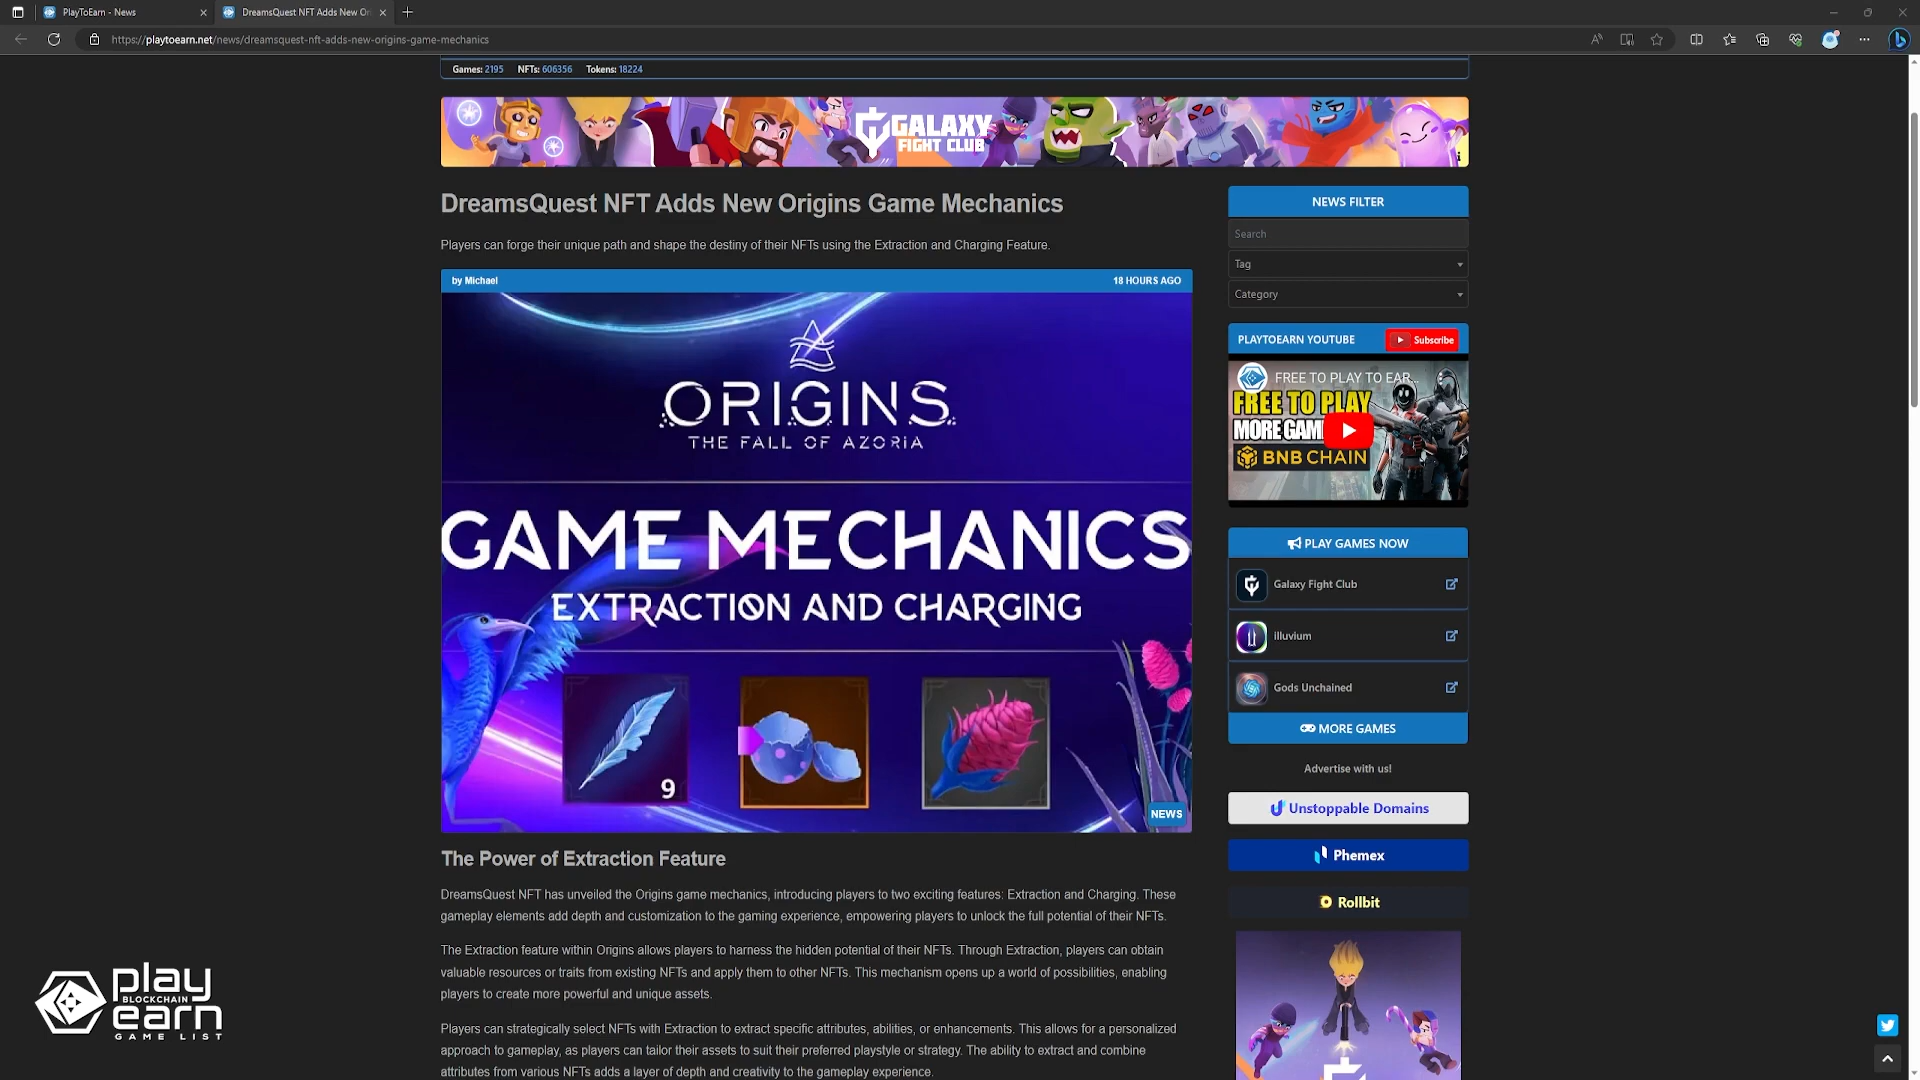 PlayToEarn - News
DreamsQuest NFT Adds New Ori
https://playtoearn.net/news/dreamsquest-nft-adds-new-origins-game-mechanics
Games: 2195 NFTs: 606356 Tokens: 18224
GALAXY
FIGHT CLUB
DreamsQuest NFT Adds New Origins Game Mechanics
Players can forge their unique path and shape the destiny of their NFTs using the Extraction and Charging Feature.
by Michael
18 HOURS AGO
ORIGINS
THE FALL OF AZORIA
GAME MECHANICS
EXTRACTION AND CHARGING
9
NEWS
The Power of Extraction Feature
DreamsQuest NFT has unveiled the Origins game mechanics, introducing players to two exciting features: Extraction and Charging. These
gameplay elements add depth and customization to the gaming experience, empowering players to unlock the full potential of their NFTs.
The Extraction feature within Origins allows players to harness the hidden potential of their NFTs. Through Extraction, players can obtain
valuable resources or traits from existing NFTs and apply them to other NFTs. This mechanism opens up a world of possibilities, enabling
players to create more powerful and unique assets.
Players can strategically select NFTs with Extraction to extract specific attributes, abilities, or enhancements. This allows for a personalized
approach to gameplay, as players can tailor their assets to suit their preferred playstyle or strategy. The ability to extract and combine
attributes from various NFTs adds a layer of depth and creativity to the gameplay experience.
NEWS FILTER
Search
Tag
Category
PLAYTOEARN YOUTUBE
Subscribe
FREE TO PLAY TO EAR...
FREE TO PLAY
MORE GAM
BNB CHAIN
PLAY GAMES NOW
Galaxy Fight Club
illuvium
Gods Unchained
MORE GAMES
Advertise with us!
Unstoppable Domains
Phemex
Rollbit
play
BLOCKCHAIN
earn
GAME LIST